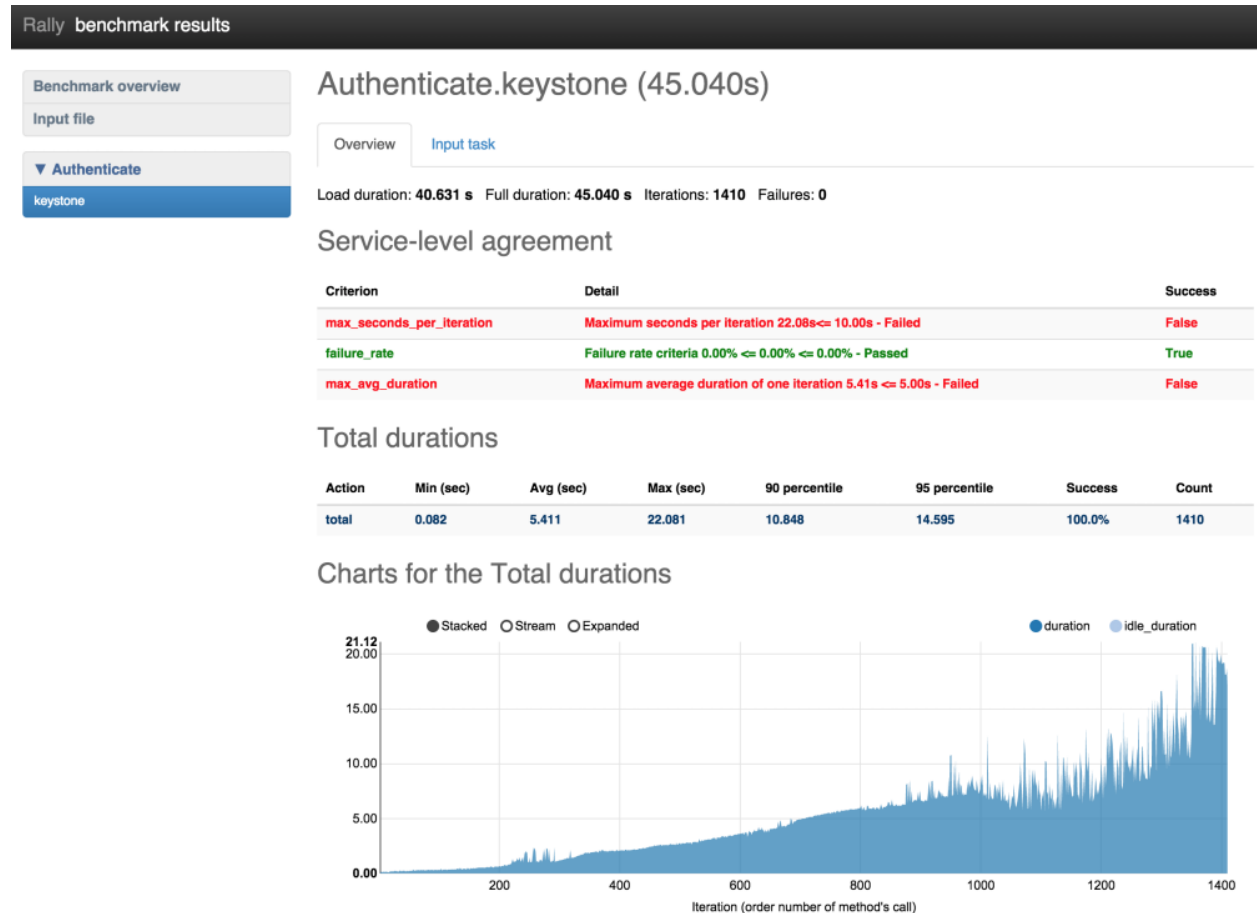 Rally benchmark results
Benchmark overview
Input file
▼ Authenticate
keystone
Authenticate.keystone (45.040s)
Overview Input task
Load duration: 40.631 s Full duration: 45.040 s Iterations: 1410 Failures: 0
Service-level agreement
Criterion Detail Success
max_seconds_per_iteration Maximum seconds per iteration 22.08s<= 10.00s - Failed False
failure_rate Failure rate criteria 0.00% <= 0.00% <= 0.00% - Passed True
max_avg_duration Maximum average duration of one iteration 5.41s <= 5.00s - Failed False
Total durations
Action Min (sec) Avg (sec) Max (sec) 90 percentile 95 percentile Success Count
total 0.082 5.411 22.081 10.848 14.595 100.0% 1410
Charts for the Total durations
Stacked Stream Expanded duration idle_duration
21.12
20.00
15.00
10.00
5.00
0.00
200 400 600 800 1000 1200 1400
Iteration (order number of method's call)